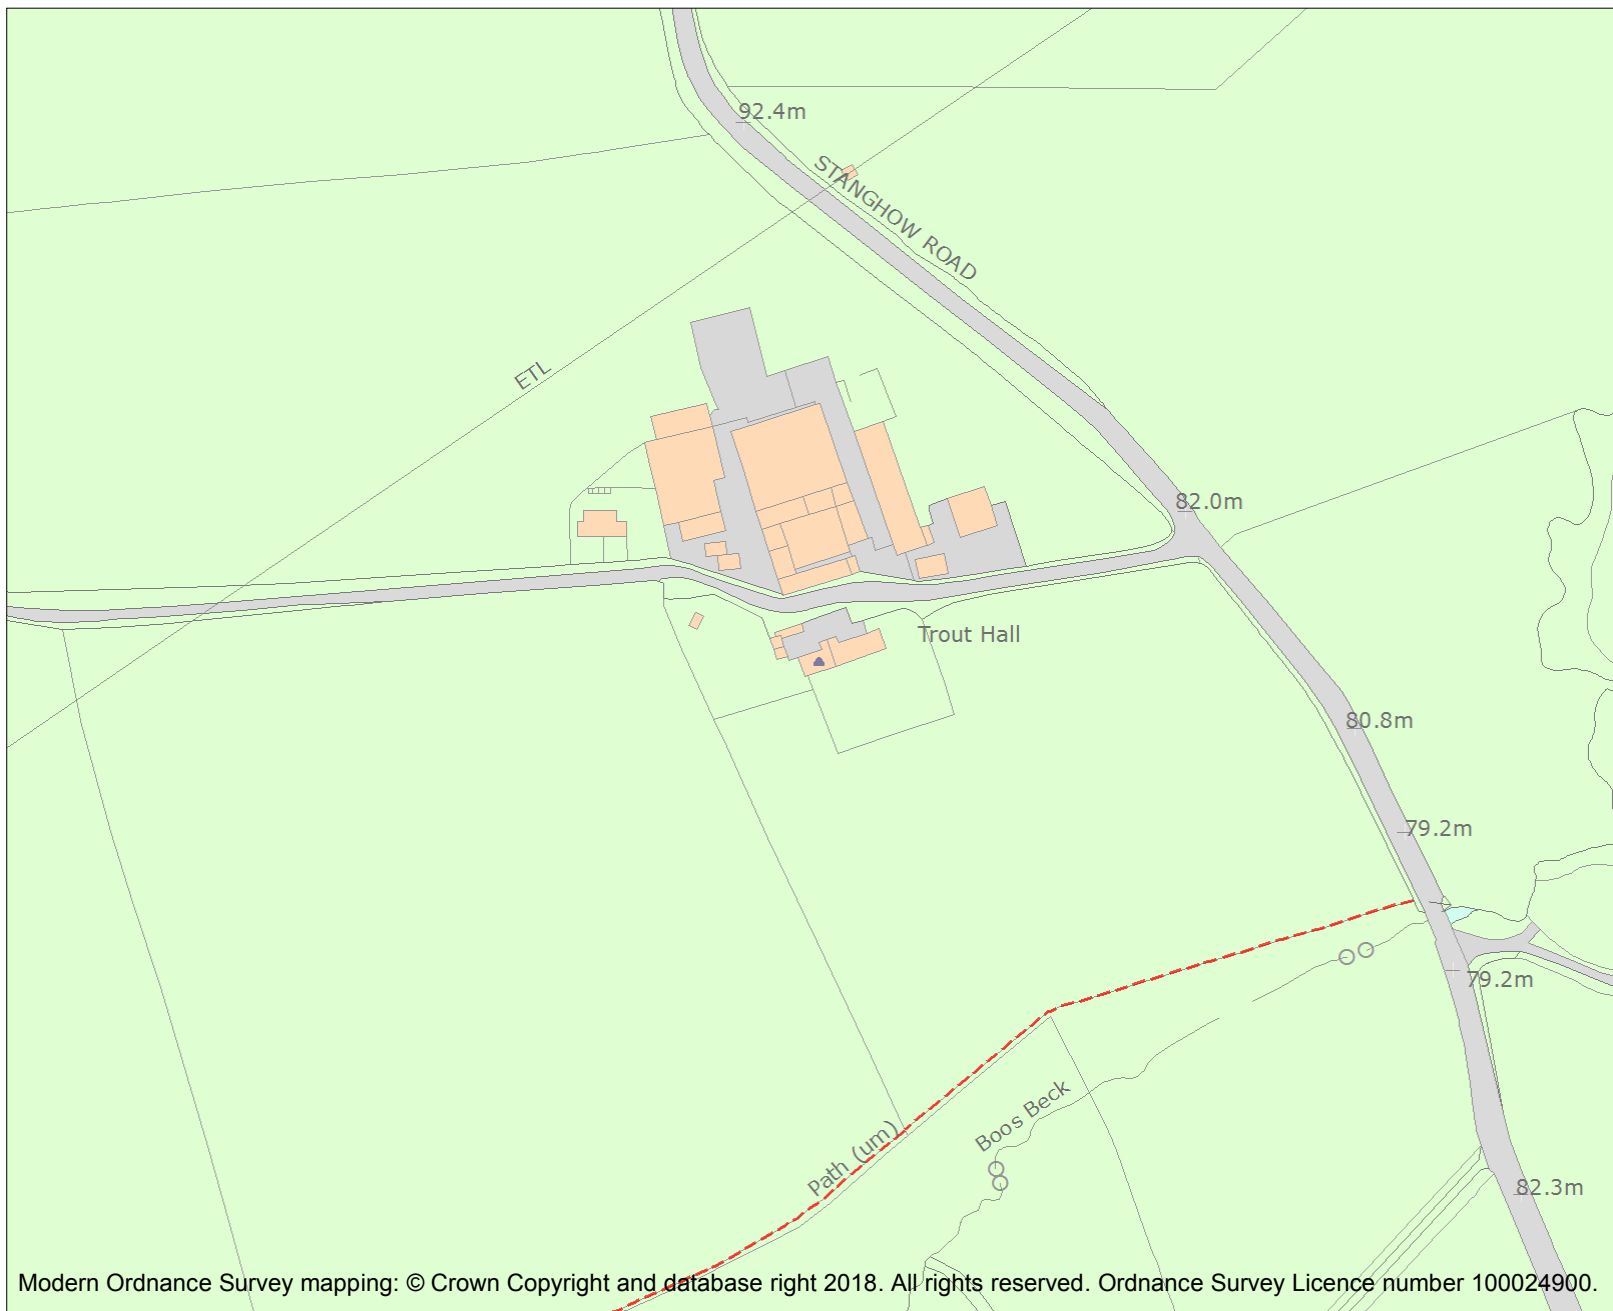 92.4m
STANGHOW ROAD
ETL
82.0m
Trout Hall
80.8m
79.2m
79.2m
Boos Beck
Path (um)
82.3m
Modern Ordnance Survey mapping: © Crown Copyright and database right 2018. All rights reserved. Ordnance Survey Licence number 100024900.